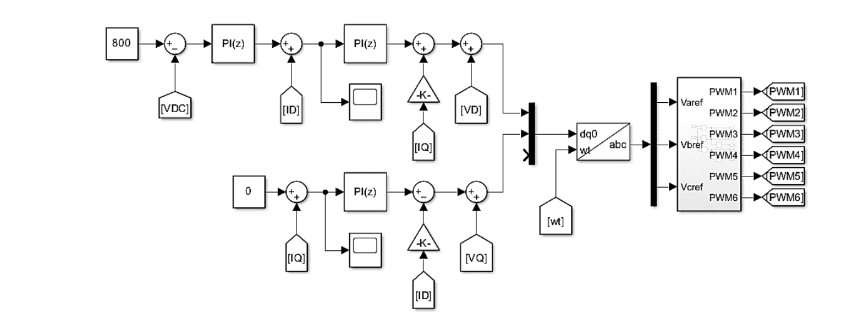 800
PI(z)
PI(z)
[VDC]
[ID]
-K-
[VD]
[IQ]
0
PI(z)
[IQ]
-K-
[VQ]
[ID]
dq0
wt
abc
[wt]
Varef
Vbref
Vcref
PWM1
PWM2
PWM3
PWM4
PWM5
PWM6
[PWM1]
[PWM2]
[PWM3]
[PWM4]
[PWM5]
[PWM6]